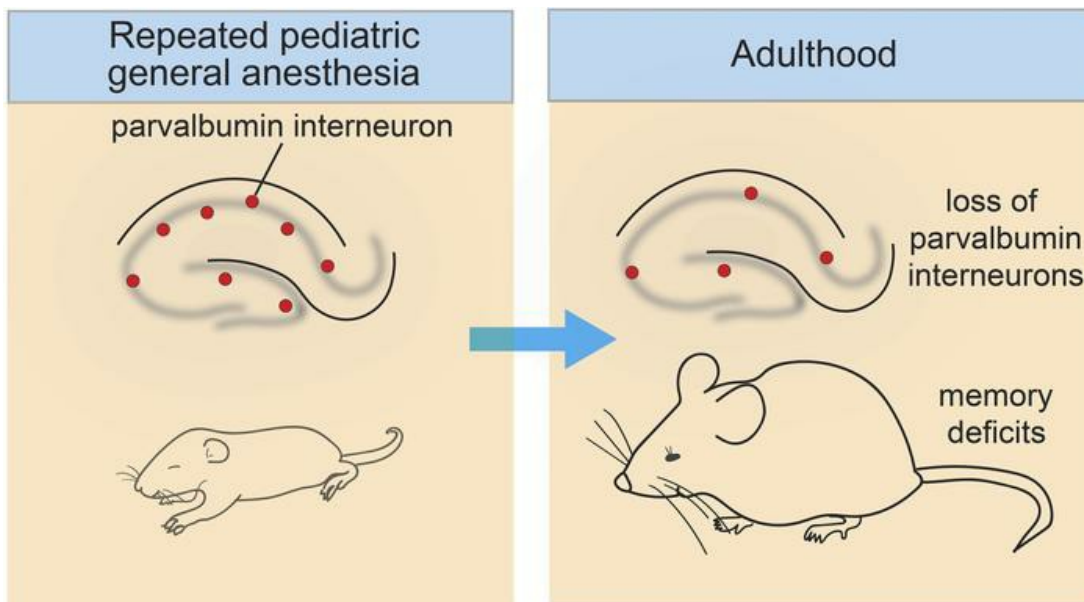 Repeated pediatric
general anesthesia
parvalbumin interneuron
Adulthood
loss of
parvalbumin
interneurons
memory
deficits